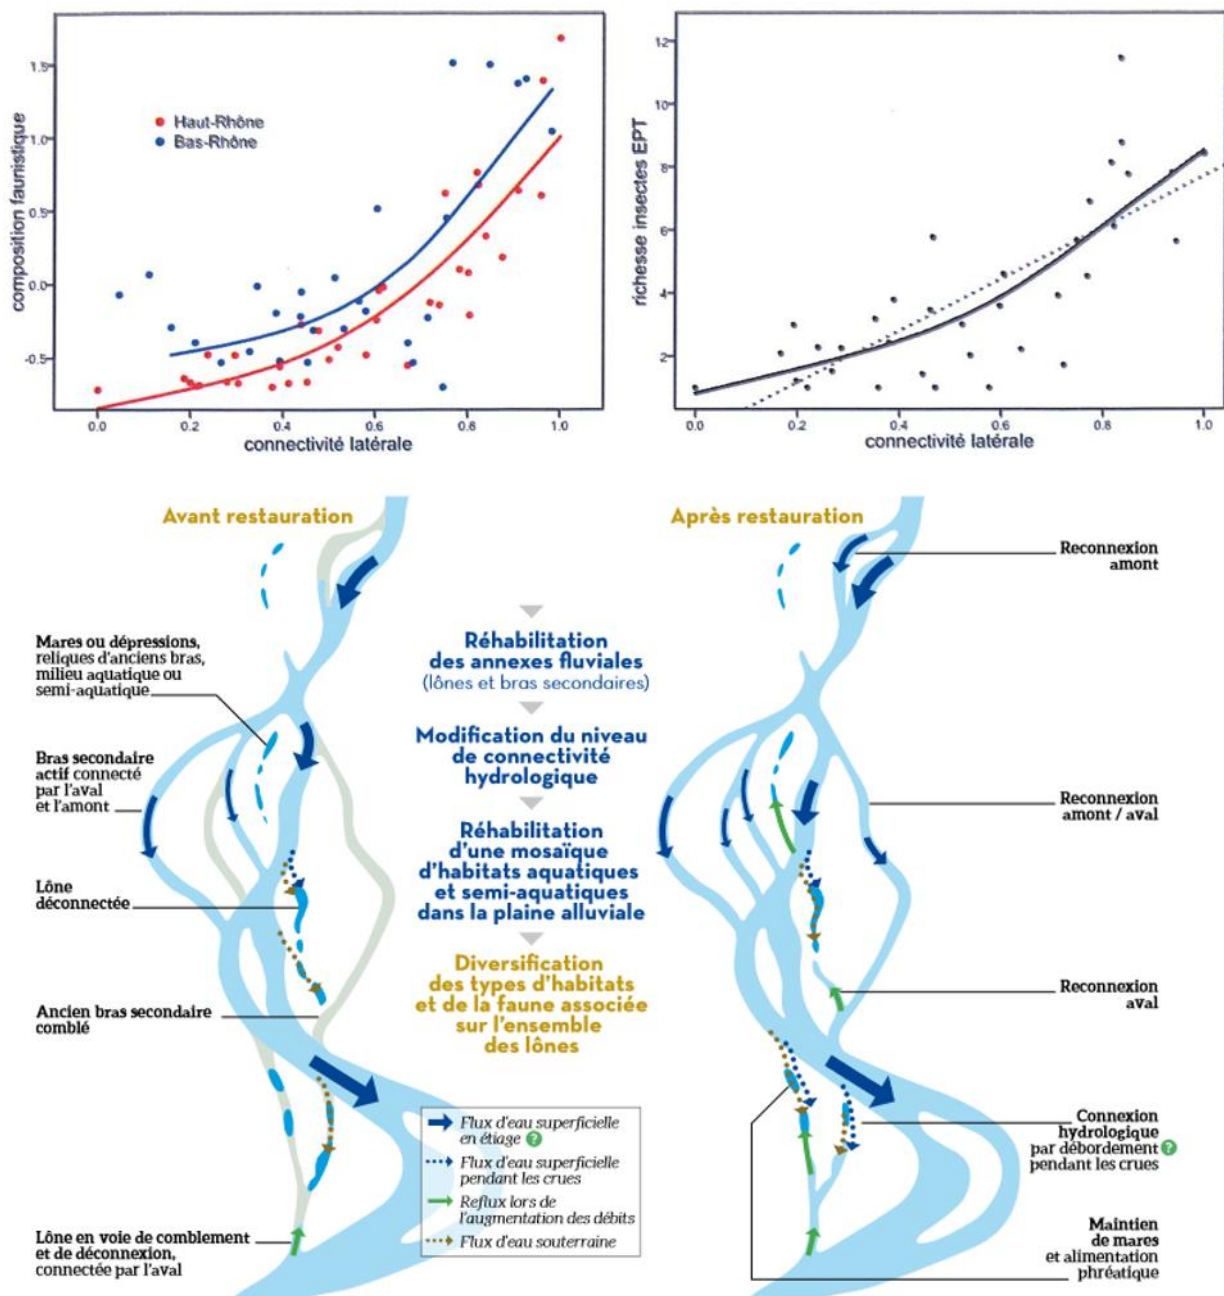 composition faunistique
1.5
1.0
0.5
0.0
-0.5
Haut-Rhône
Bas-Rhône
0.0 0.2 0.4 0.6 0.8 1.0
connectivité latérale
richesse insectes EPT
12
10
8
6
4
2
0.0 0.2 0.4 0.6 0.8 1.0
connectivité latérale
Avant restauration
Mares ou dépressions,
reliques d'anciens bras,
milieu aquatique ou
semi-aquatique
Bras secondaire
actif connecté
par l'aval
et l'amont
Lône
déconnectée
Ancien bras secondaire
comblé
Lône en voie de comblement
et de déconnexion,
connectée par l'aval
Réhabilitation
des annexes fluviales
(lônes et bras secondaires)
Modification du niveau
de connectivité
hydrologique
Réhabilitation
d'une mosaïque
d'habitats aquatiques
et semi-aquatiques
dans la plaine alluviale
Diversification
des types d'habitats
et de la faune associée
sur l'ensemble
des lônes
Flux d'eau superficielle
en étiage ?
Flux d'eau superficielle
pendant les crues
Reflux lors de
l'augmentation des débits
Flux d'eau souterraine
Après restauration
Reconnexion
amont
Reconnexion
amont / aval
Reconnexion
aval
Connexion
hydrologique
par débordement ?
pendant les crues
Maintien
de mares
et alimentation
phréatique